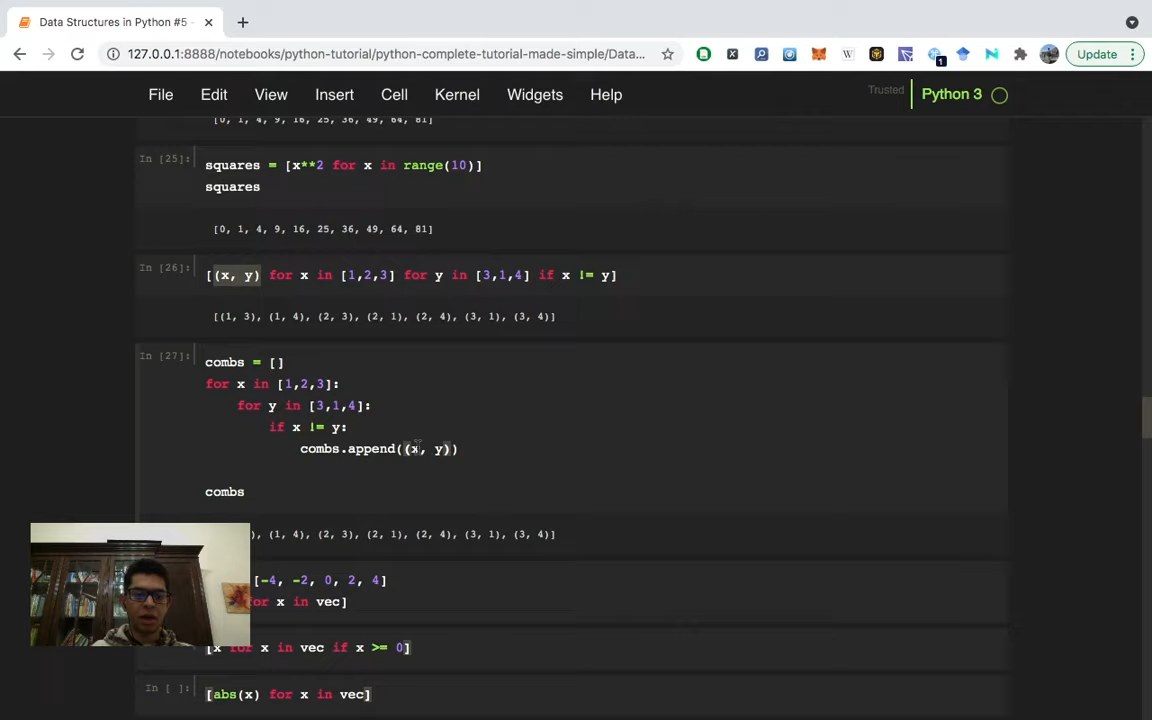 Data Structures in Python #5 -
127.0.0.1:8888/notebooks/python-tutorial/python-complete-tutorial-made-simple/Data...
Update
File Edit View Insert Cell Kernel Widgets Help Trusted Python 3
[0, 1, 4, 9, 16, 25, 36, 49, 64, 81]
In [25]: squares = [x**2 for x in range(10)]
squares
[0, 1, 4, 9, 16, 25, 36, 49, 64, 81]
In [26]: [(x, y) for x in [1,2,3] for y in [3,1,4] if x != y]
[(1, 3), (1, 4), (2, 3), (2, 1), (2, 4), (3, 1), (3, 4)]
In [27]: combs = []
for x in [1,2,3]:
for y in [3,1,4]:
if x != y:
combs.append((x, y))
combs
), (1, 4), (2, 3), (2, 1), (2, 4), (3, 1), (3, 4)]
[-4, -2, 0, 2, 4]
for x in vec]
[x for x in vec if x >= 0]
In [ ]: [abs(x) for x in vec]